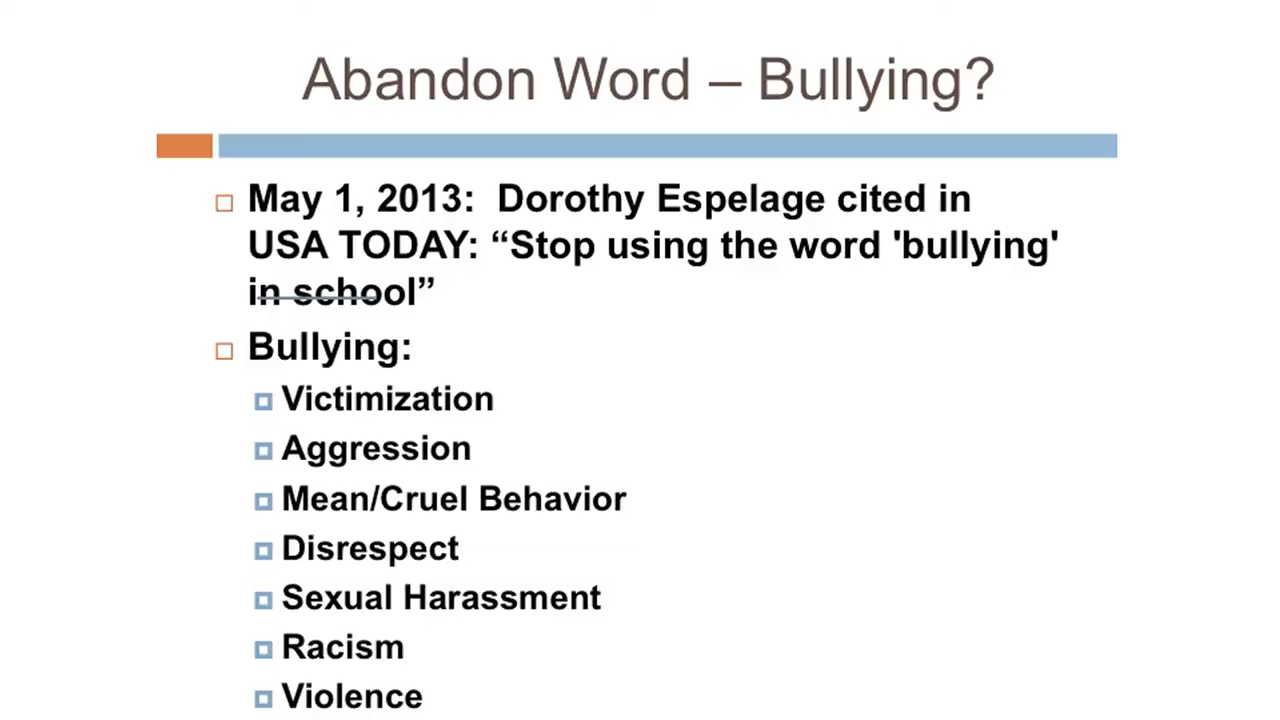 Abandon Word – Bullying?
May 1, 2013:  Dorothy Espelage cited in
USA TODAY: “Stop using the word 'bullying'
in school”
Bullying:
Victimization
Aggression
Mean/Cruel Behavior
Disrespect
Sexual Harassment
Racism
Violence